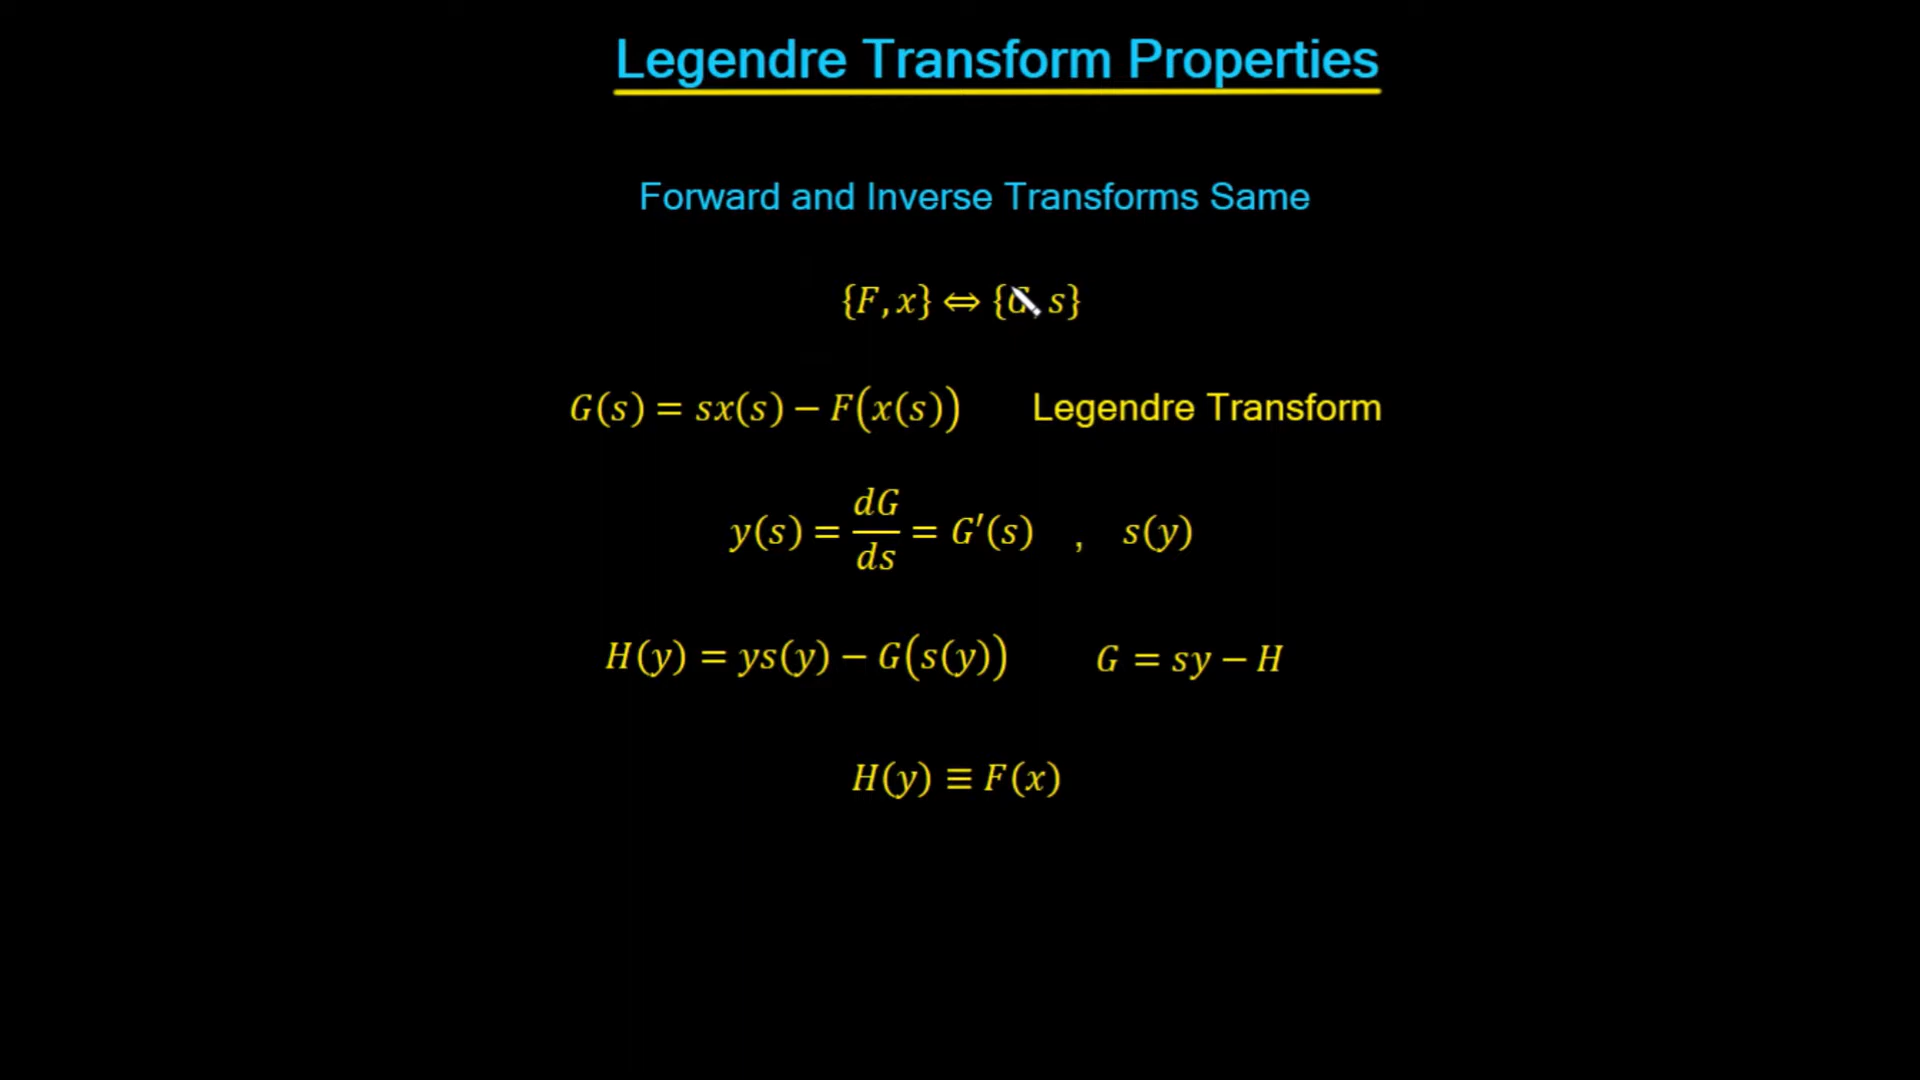 Legendre Transform Properties
Forward and Inverse Transforms Same
{F, x} ⇔ {G, s}
G(s) = sx(s) − F(x(s))    Legendre Transform
y(s) = dG/ds = G′(s)  ,  s(y)
H(y) = ys(y) − G(s(y))    G = sy − H
H(y) ≡ F(x)